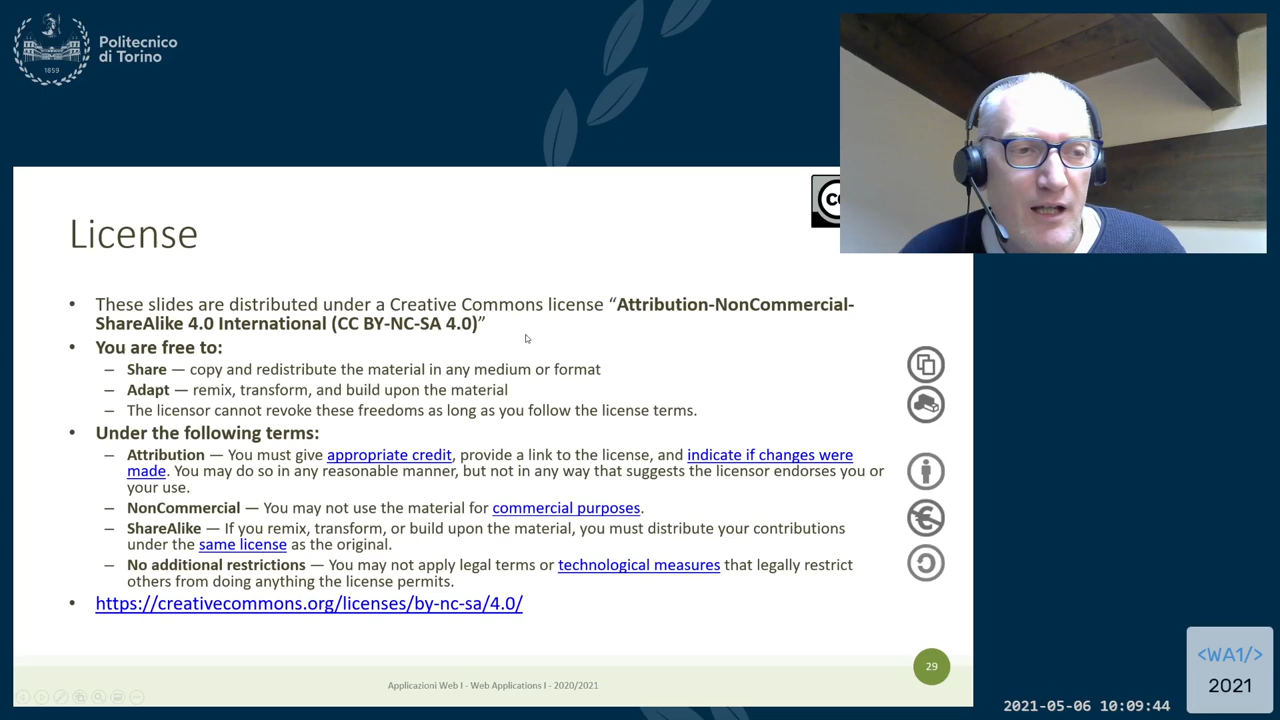 Politecnico
di Torino
1859
License
These slides are distributed under a Creative Commons license “Attribution-NonCommercial-
ShareAlike 4.0 International (CC BY-NC-SA 4.0)”
You are free to:
Share — copy and redistribute the material in any medium or format
Adapt — remix, transform, and build upon the material
The licensor cannot revoke these freedoms as long as you follow the license terms.
Under the following terms:
Attribution — You must give appropriate credit, provide a link to the license, and indicate if changes were
made. You may do so in any reasonable manner, but not in any way that suggests the licensor endorses you or
your use.
NonCommercial — You may not use the material for commercial purposes.
ShareAlike — If you remix, transform, or build upon the material, you must distribute your contributions
under the same license as the original.
No additional restrictions — You may not apply legal terms or technological measures that legally restrict
others from doing anything the license permits.
https://creativecommons.org/licenses/by-nc-sa/4.0/
29
Applicazioni Web I - Web Applications I - 2020/2021
<WA1/>
2021
2021-05-06 10:09:44